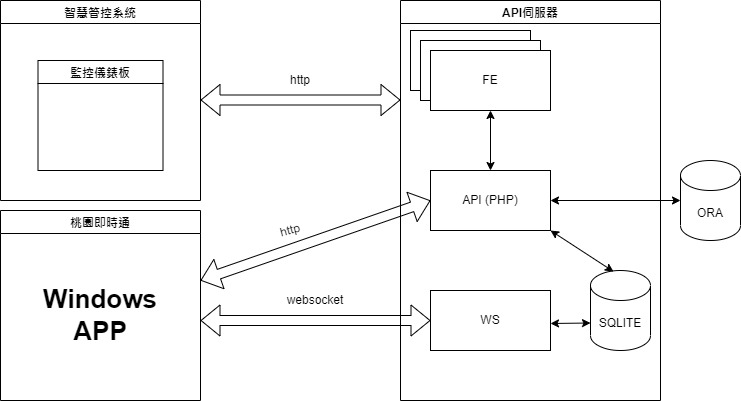 智慧管控系統
監控儀錶板
http
API伺服器
FE
API (PHP)
ORA
桃園即時通
Windows
APP
http
websocket
WS
SQLITE